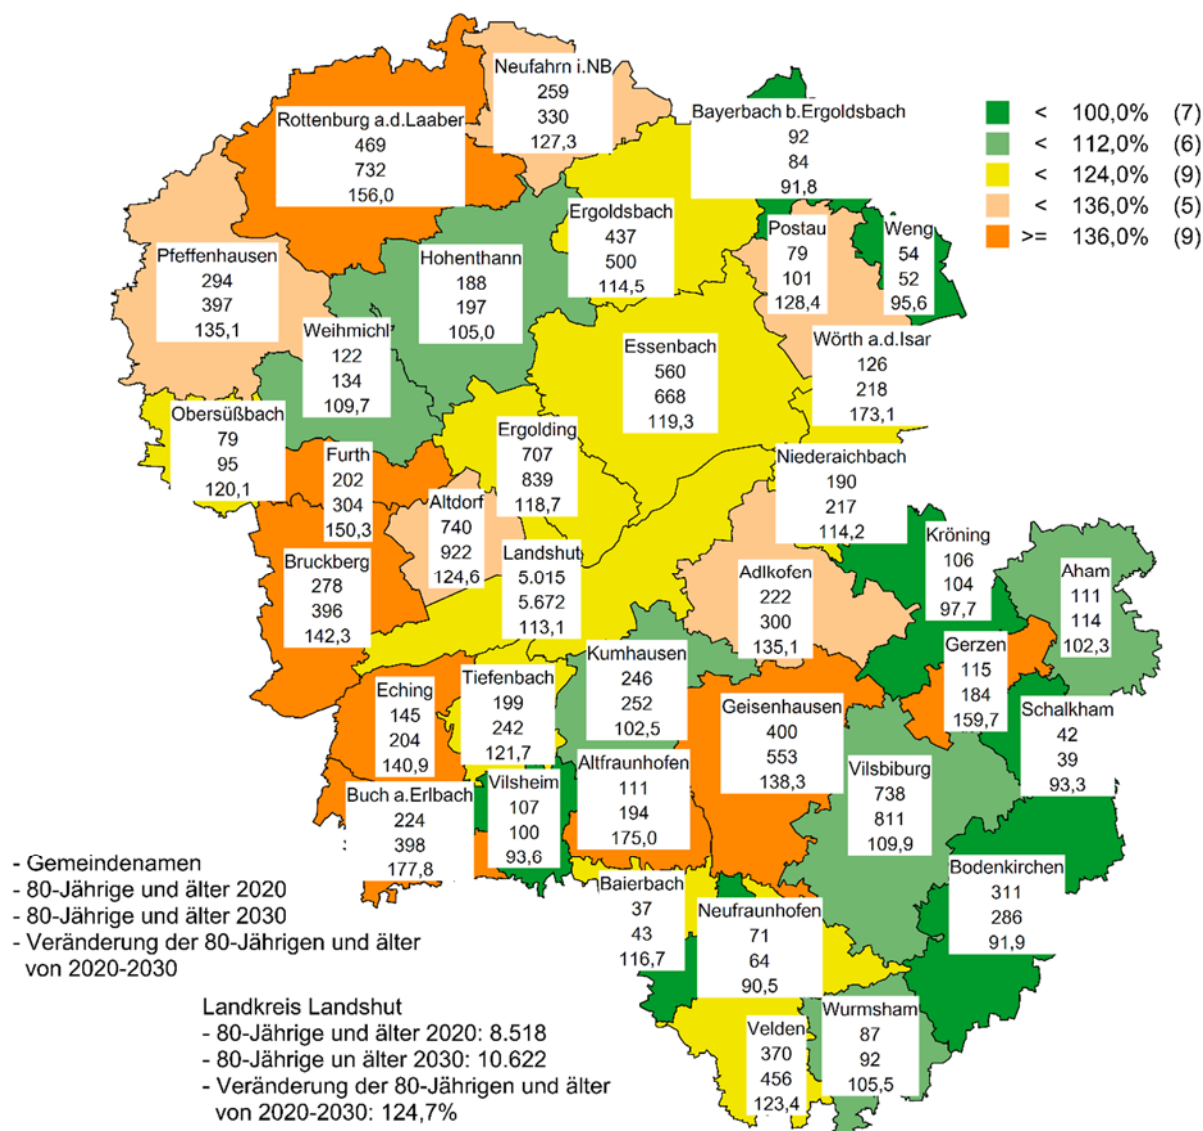 Neufahrn i.NB
259
330
127,3
Rottenburg a.d.Laaber
469
732
156,0
Bayerbach b.Ergoldsbach
92
84
91,8
< 100,0% (7)
< 112,0% (6)
< 124,0% (9)
< 136,0% (5)
>= 136,0% (9)
Ergoldsbach
437
500
114,5
Postau
79
101
128,4
Weng
54
52
95,6
Pfeffenhausen
294
397
135,1
Hohenthann
188
197
105,0
Weihmichl
122
134
109,7
Essenbach
560
668
119,3
Wörth a.d.Isar
126
218
173,1
Obersüßbach
79
95
120,1
Furth
202
304
150,3
Ergolding
707
839
118,7
Niederaichbach
190
217
114,2
Altdorf
740
922
124,6
Bruckberg
278
396
142,3
Landshut
5.015
5.672
113,1
Adlkofen
222
300
135,1
Kröning
106
104
97,7
Aham
111
114
102,3
Gerzen
115
184
159,7
Kumhausen
246
252
102,5
Tiefenbach
199
242
121,7
Eching
145
204
140,9
Geisenhausen
400
553
138,3
Schalkham
42
39
93,3
Altfraunhofen
111
194
175,0
Vilsbiburg
738
811
109,9
Vilsheim
107
100
93,6
Buch a.Erlbach
224
398
177,8
Bodenkirchen
311
286
91,9
Baierbach
37
43
116,7
Neufraunhofen
71
64
90,5
Velden
370
456
123,4
Wurmsham
87
92
105,5
- Gemeindenamen
- 80-Jährige und älter 2020
- 80-Jährige und älter 2030
- Veränderung der 80-Jährigen und älter
von 2020-2030
Landkreis Landshut
- 80-Jährige und älter 2020: 8.518
- 80-Jährige un älter 2030: 10.622
- Veränderung der 80-Jährigen und älter
von 2020-2030: 124,7%